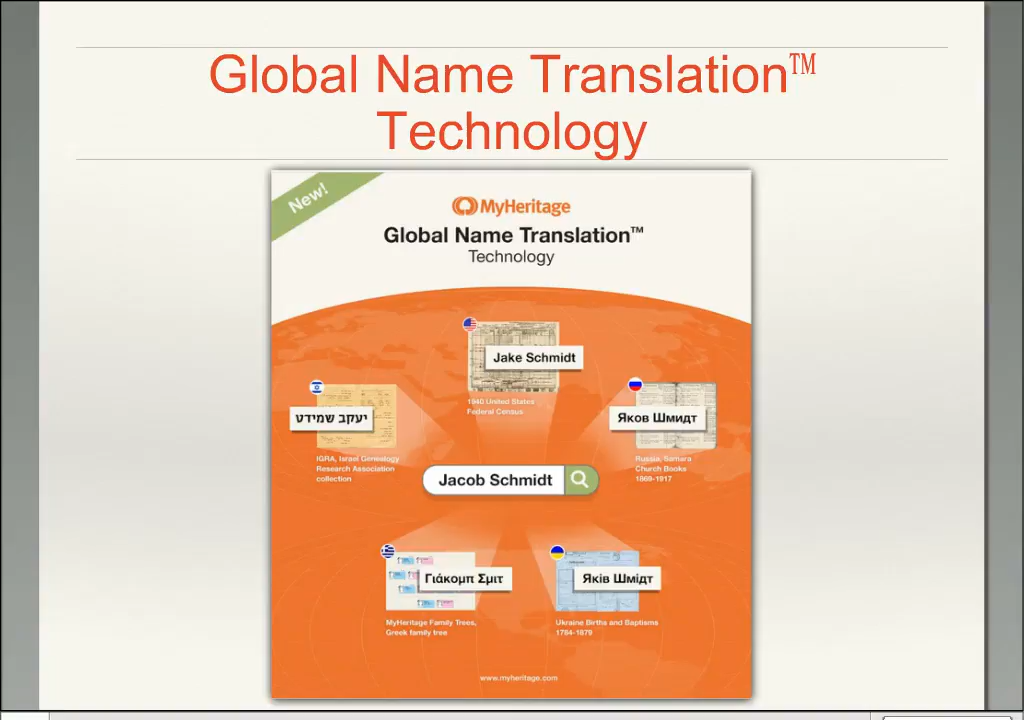 Global Name Translation™
Technology
New!
MyHeritage
Global Name Translation™
Technology
Jake Schmidt
1940 United States
Federal Census
יעקב שמידט
IGRA, Israel Genealogy
Research Association
collection
Яков Шмидт
Russia, Samara
Church Books
1869-1917
Jacob Schmidt
Γιάκομπ Σμιτ
MyHeritage Family Trees,
Greek family tree
Яків Шмідт
Ukraine Births and Baptisms
1784-1879
www.myheritage.com